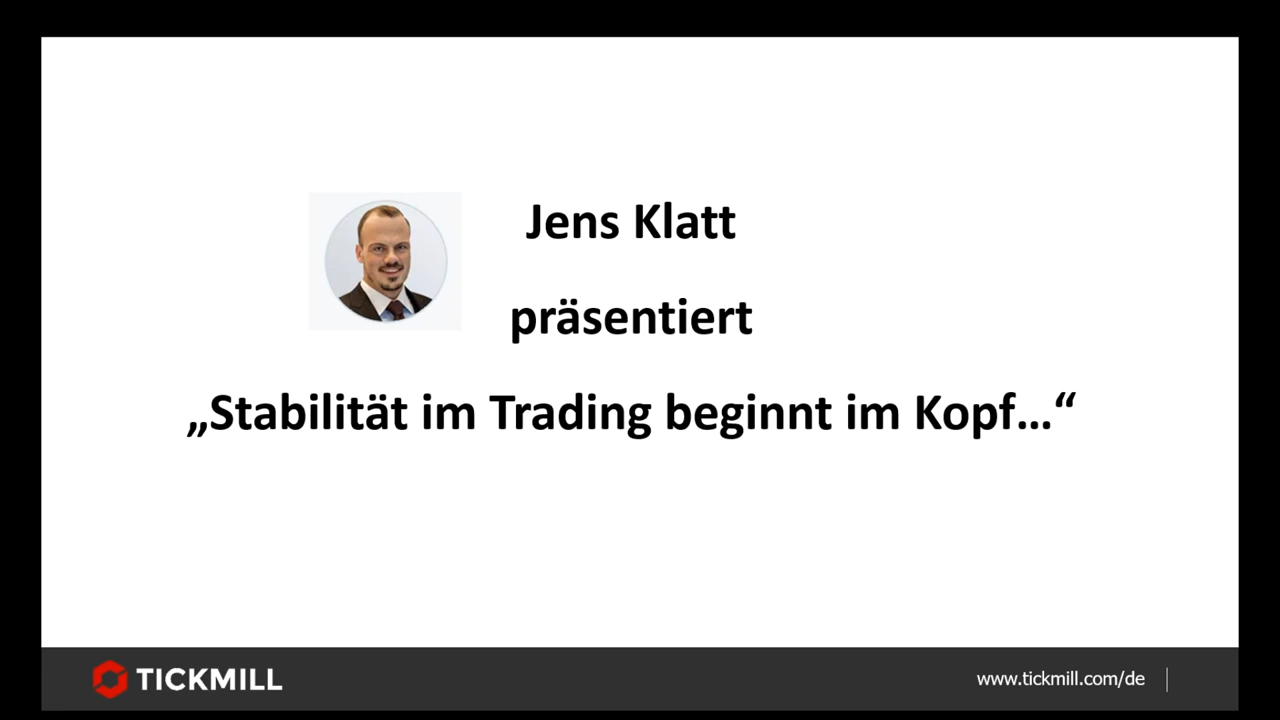 Jens Klatt
präsentiert
„Stabilität im Trading beginnt im Kopf...“
TICKMILL
www.tickmill.com/de